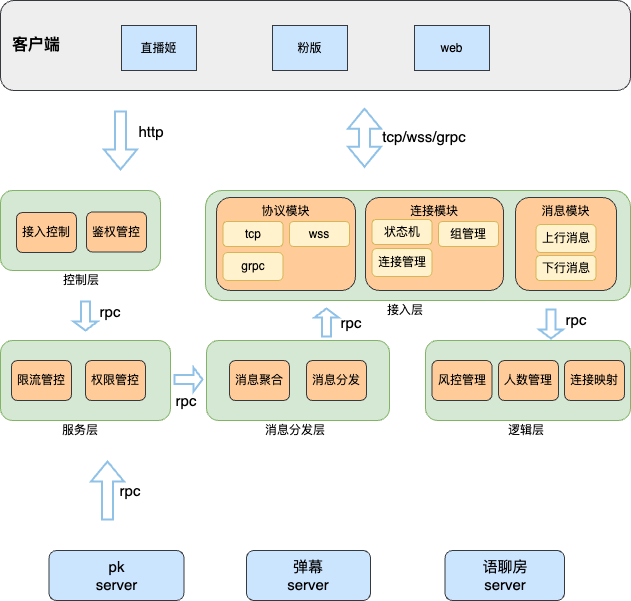 客户端
直播姬
粉版
web
http
tcp/wss/grpc
接入控制
鉴权管控
控制层
协议模块
tcp
wss
grpc
连接模块
状态机
组管理
连接管理
消息模块
上行消息
下行消息
接入层
rpc
rpc
rpc
限流管控
权限管控
服务层
rpc
消息聚合
消息分发
消息分发层
风控管理
人数管理
连接映射
逻辑层
rpc
pk
server
弹幕
server
语聊房
server